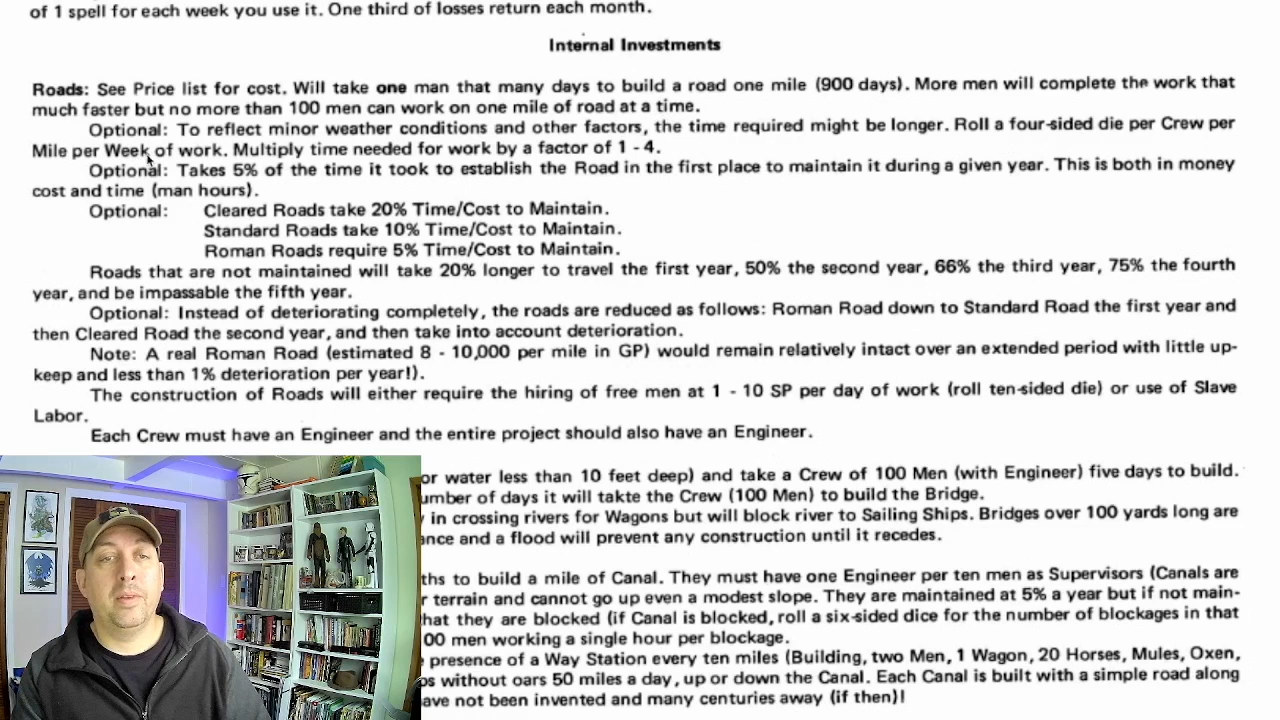 of 1 spell for each week you use it. One third of losses return each month.
Internal Investments
Roads: See Price list for cost. Will take one man that many days to build a road one mile (900 days). More men will complete the work that
much faster but no more than 100 men can work on one mile of road at a time.
Optional: To reflect minor weather conditions and other factors, the time required might be longer. Roll a four-sided die per Crew per
Mile per Week of work. Multiply time needed for work by a factor of 1 - 4.
Optional: Takes 5% of the time it took to establish the Road in the first place to maintain it during a given year. This is both in money
cost and time (man hours).
Optional: Cleared Roads take 20% Time/Cost to Maintain.
Standard Roads take 10% Time/Cost to Maintain.
Roman Roads require 5% Time/Cost to Maintain.
Roads that are not maintained will take 20% longer to travel the first year, 50% the second year, 66% the third year, 75% the fourth
year, and be impassable the fifth year.
Optional: Instead of deteriorating completely, the roads are reduced as follows: Roman Road down to Standard Road the first year and
then Cleared Road the second year, and then take into account deterioration.
Note: A real Roman Road (estimated 8 - 10,000 per mile in GP) would remain relatively intact over an extended period with little up-
keep and less than 1% deterioration per year!).
The construction of Roads will either require the hiring of free men at 1 - 10 SP per day of work (roll ten-sided die) or use of Slave
Labor.
Each Crew must have an Engineer and the entire project should also have an Engineer.
or water less than 10 feet deep) and take a Crew of 100 Men (with Engineer) five days to build.
umber of days it will takte the Crew (100 Men) to build the Bridge.
in crossing rivers for Wagons but will block river to Sailing Ships. Bridges over 100 yards long are
ance and a flood will prevent any construction until it recedes.
ths to build a mile of Canal. They must have one Engineer per ten men as Supervisors (Canals are
r terrain and cannot go up even a modest slope. They are maintained at 5% a year but if not main-
hat they are blocked (if Canal is blocked, roll a six-sided dice for the number of blockages in that
00 men working a single hour per blockage.
presence of a Way Station every ten miles (Building, two Men, 1 Wagon, 20 Horses, Mules, Oxen,
os without oars 50 miles a day, up or down the Canal. Each Canal is built with a simple road along
ave not been invented and many centuries away (if then)!